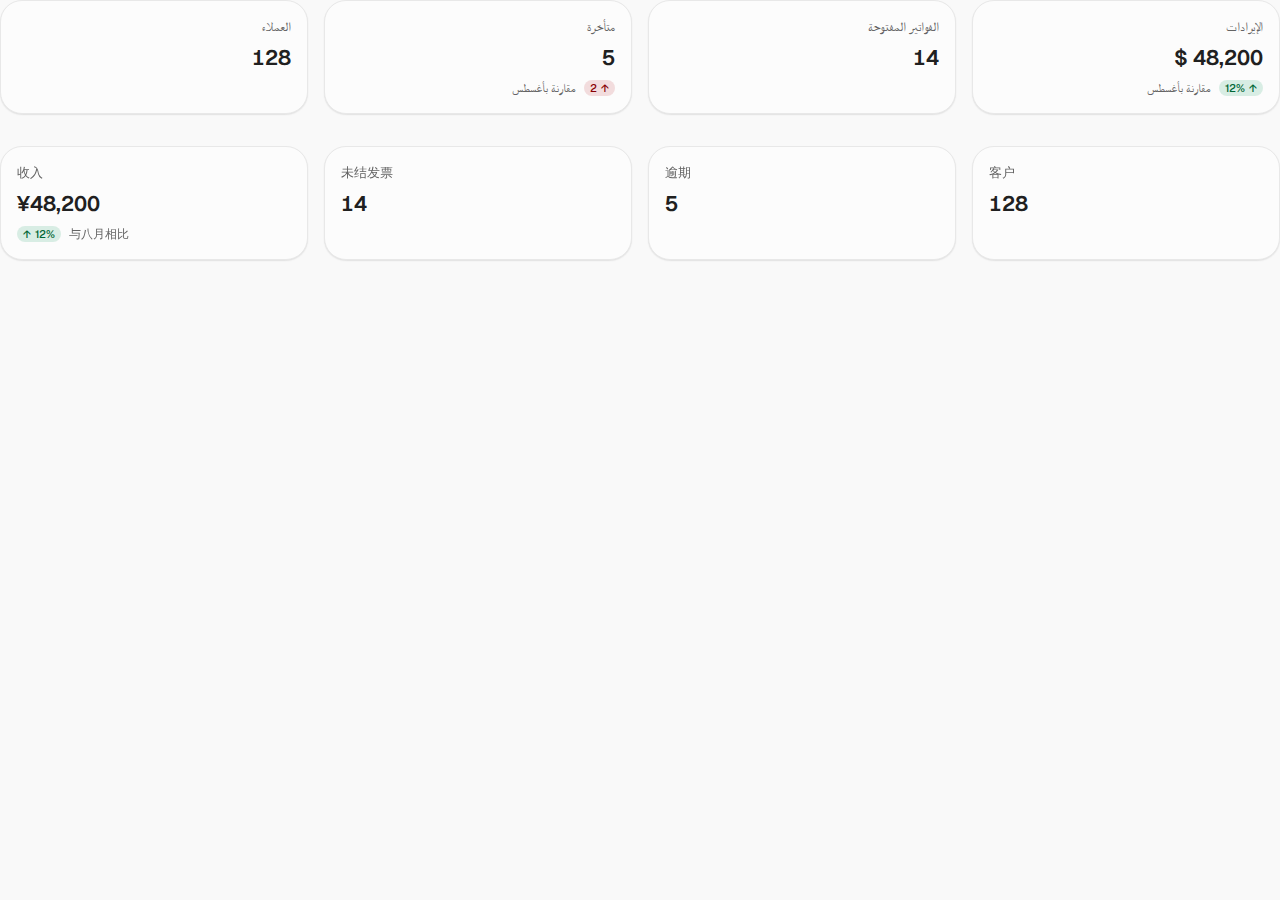 الإيرادات
$ 48,200
↑ 12% مقارنة بأغسطس
الفواتير المفتوحة
14
متأخرة
5
↑ 2 مقارنة بأغسطس
العملاء
128
收入
¥48,200
↑ 12% 与八月相比
未结发票
14
逾期
5
客户
128